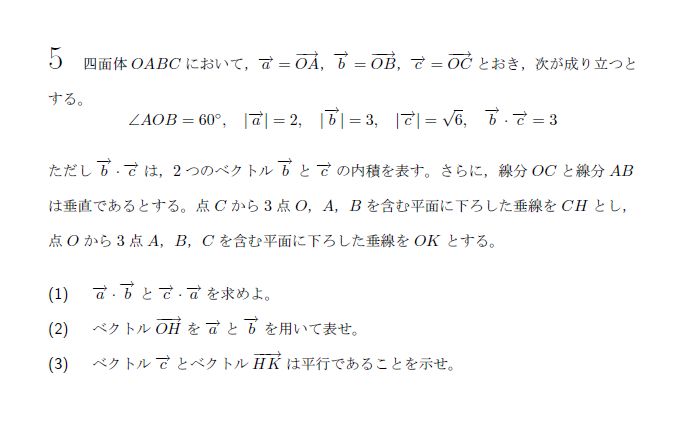 5 四面体 OABC において，$\overrightarrow{a} = \overrightarrow{OA}$，$\overrightarrow{b} = \overrightarrow{OB}$，$\overrightarrow{c} = \overrightarrow{OC}$ とおき，次が成り立つと
する。
$\angle AOB = 60^\circ, \quad |\overrightarrow{a}| = 2, \quad |\overrightarrow{b}| = 3, \quad |\overrightarrow{c}| = \sqrt{6}, \quad \overrightarrow{b} \cdot \overrightarrow{c} = 3$
ただし $\overrightarrow{b} \cdot \overrightarrow{c}$ は，2 つのベクトル $\overrightarrow{b}$ と $\overrightarrow{c}$ の内積を表す。さらに，線分 OC と線分 AB
は垂直であるとする。点 C から 3 点 O，A，B を含む平面に下ろした垂線を CH とし，
点 O から 3 点 A，B，C を含む平面に下ろした垂線を OK とする。
(1) $\overrightarrow{a} \cdot \overrightarrow{b}$ と $\overrightarrow{c} \cdot \overrightarrow{a}$ を求めよ。
(2) ベクトル $\overrightarrow{OH}$ を $\overrightarrow{a}$ と $\overrightarrow{b}$ を用いて表せ。
(3) ベクトル $\overrightarrow{c}$ とベクトル $\overrightarrow{HK}$ は平行であることを示せ。